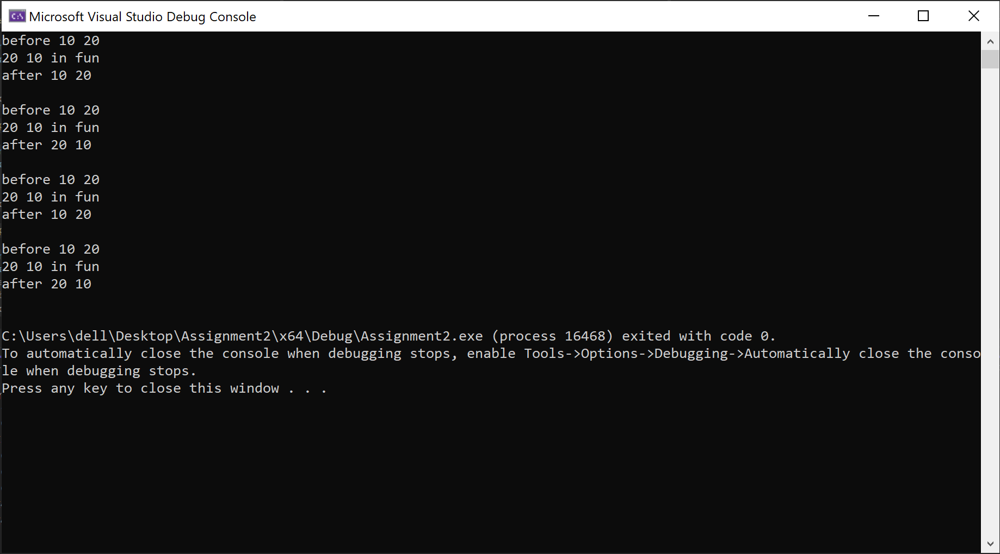 Microsoft Visual Studio Debug Console
before 10 20
20 10 in fun
after 10 20
before 10 20
20 10 in fun
after 20 10
before 10 20
20 10 in fun
after 10 20
before 10 20
20 10 in fun
after 20 10
C:\Users\dell\Desktop\Assignment2\x64\Debug\Assignment2.exe (process 16468) exited with code 0.
To automatically close the console when debugging stops, enable Tools->Options->Debugging->Automatically close the conso
le when debugging stops.
Press any key to close this window . . .